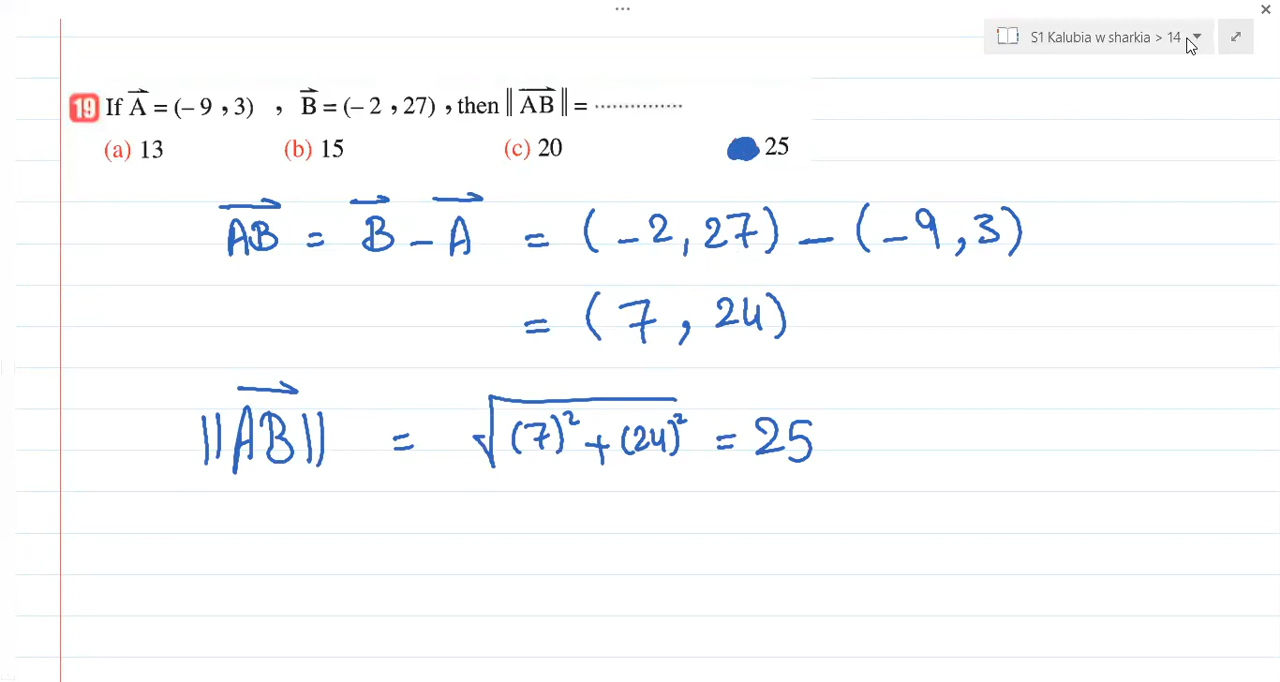 ...
S1 Kalubia w sharkia > 14
19 If A⃗ = (– 9 , 3) , B⃗ = (– 2 , 27) , then ‖ AB⃗ ‖ = ...............
(a) 13 (b) 15 (c) 20 25
AB⃗ = B⃗ – A⃗ = ( – 2 , 27 ) – ( – 9 , 3 )
= ( 7 , 24 )
||AB⃗|| = √(7)² + (24)² = 25